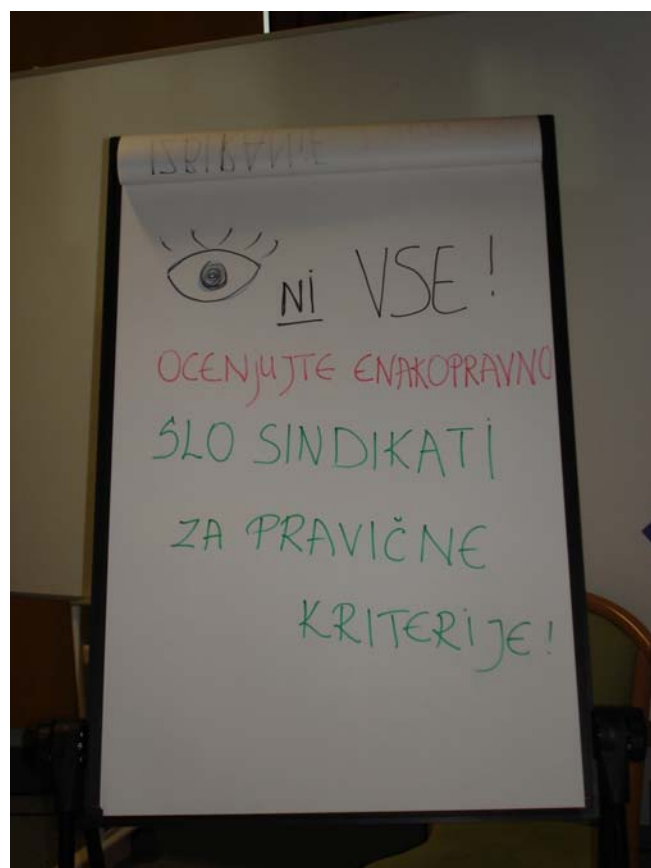 NI VSE!
OCENJUJTE ENAKOPRAVNO
SLO SINDIKATI
ZA PRAVIČNE
KRITERIJE!